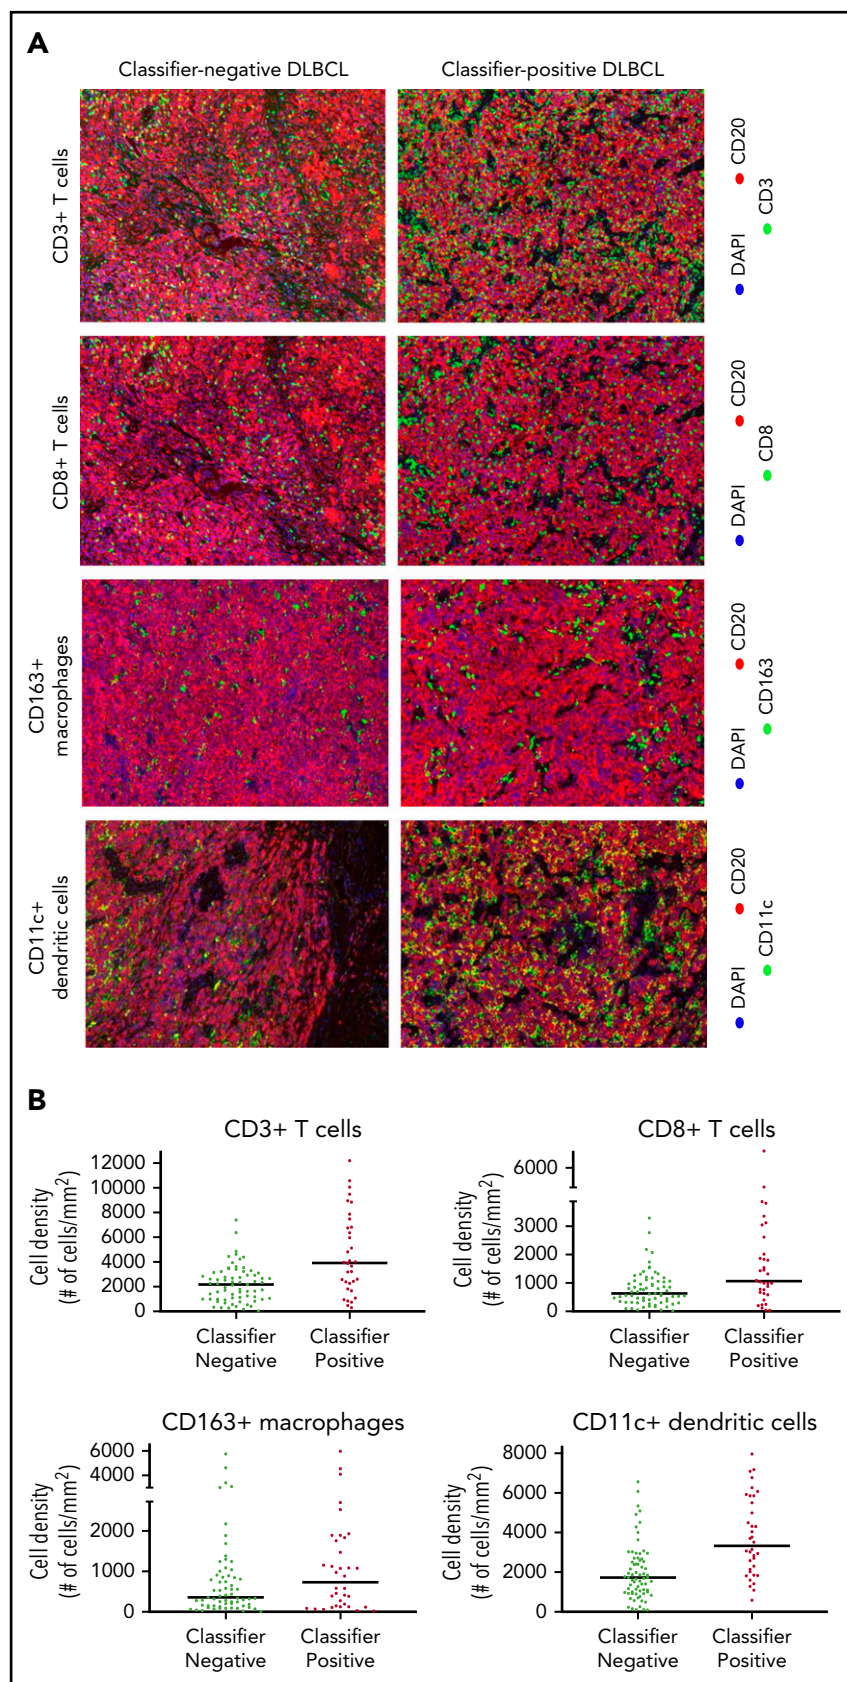 A
Classifier-negative DLBCL
Classifier-positive DLBCL
CD3+ T cells
DAPI
CD3
CD20
CD8+ T cells
DAPI
CD8
CD20
CD163+
macrophages
DAPI
CD163
CD20
CD11c+
dendritic cells
DAPI
CD11c
CD20
B
CD3+ T cells
Cell density
(# of cells/mm²)
12000
10000
8000
6000
4000
2000
0
Classifier
Negative
Classifier
Positive
CD8+ T cells
Cell density
(# of cells/mm²)
6000
3000
2000
1000
0
Classifier
Negative
Classifier
Positive
CD163+ macrophages
Cell density
(# of cells/mm²)
6000
4000
2000
1000
0
Classifier
Negative
Classifier
Positive
CD11c+ dendritic cells
Cell density
(# of cells/mm²)
8000
6000
4000
2000
0
Classifier
Negative
Classifier
Positive